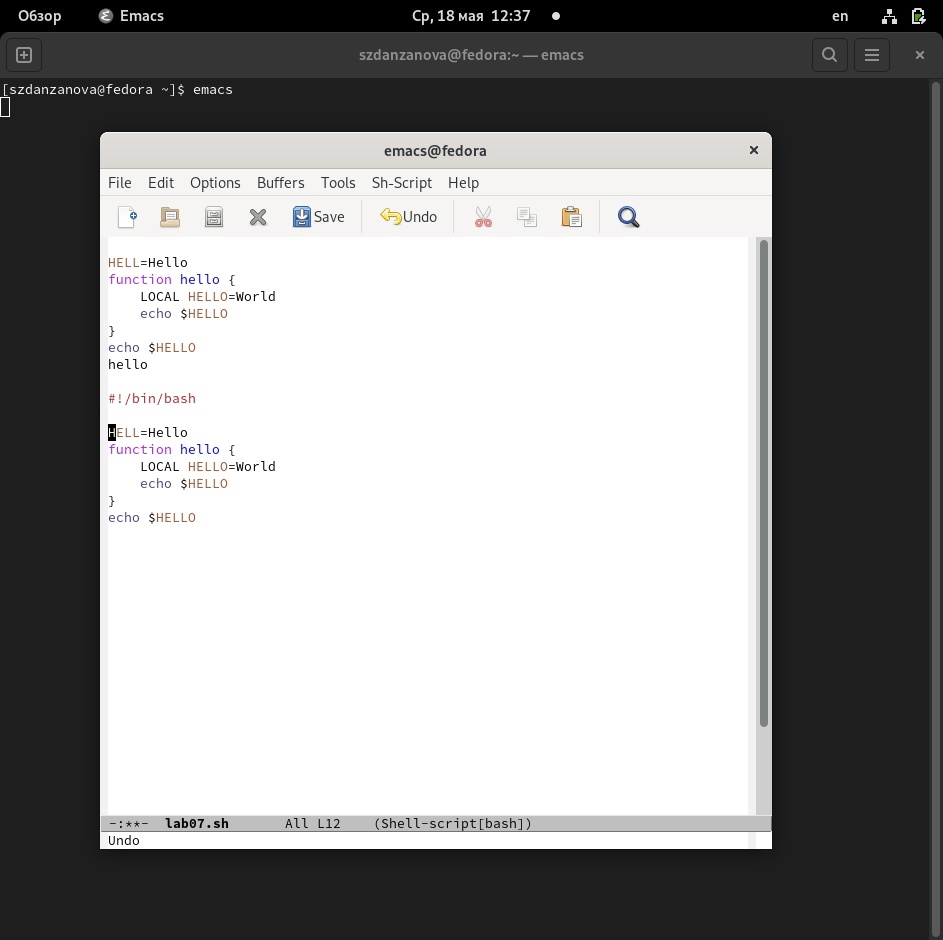 Обзор Emacs Ср, 18 мая 12:37 en
szdanzanova@fedora:~ — emacs
[szdanzanova@fedora ~]$ emacs
emacs@fedora
File Edit Options Buffers Tools Sh-Script Help
Save Undo
HELL=Hello
function hello {
    LOCAL HELLO=World
    echo $HELLO
}
echo $HELLO
hello
#!/bin/bash
HELL=Hello
function hello {
    LOCAL HELLO=World
    echo $HELLO
}
echo $HELLO
-:**- lab07.sh All L12 (Shell-script[bash])
Undo